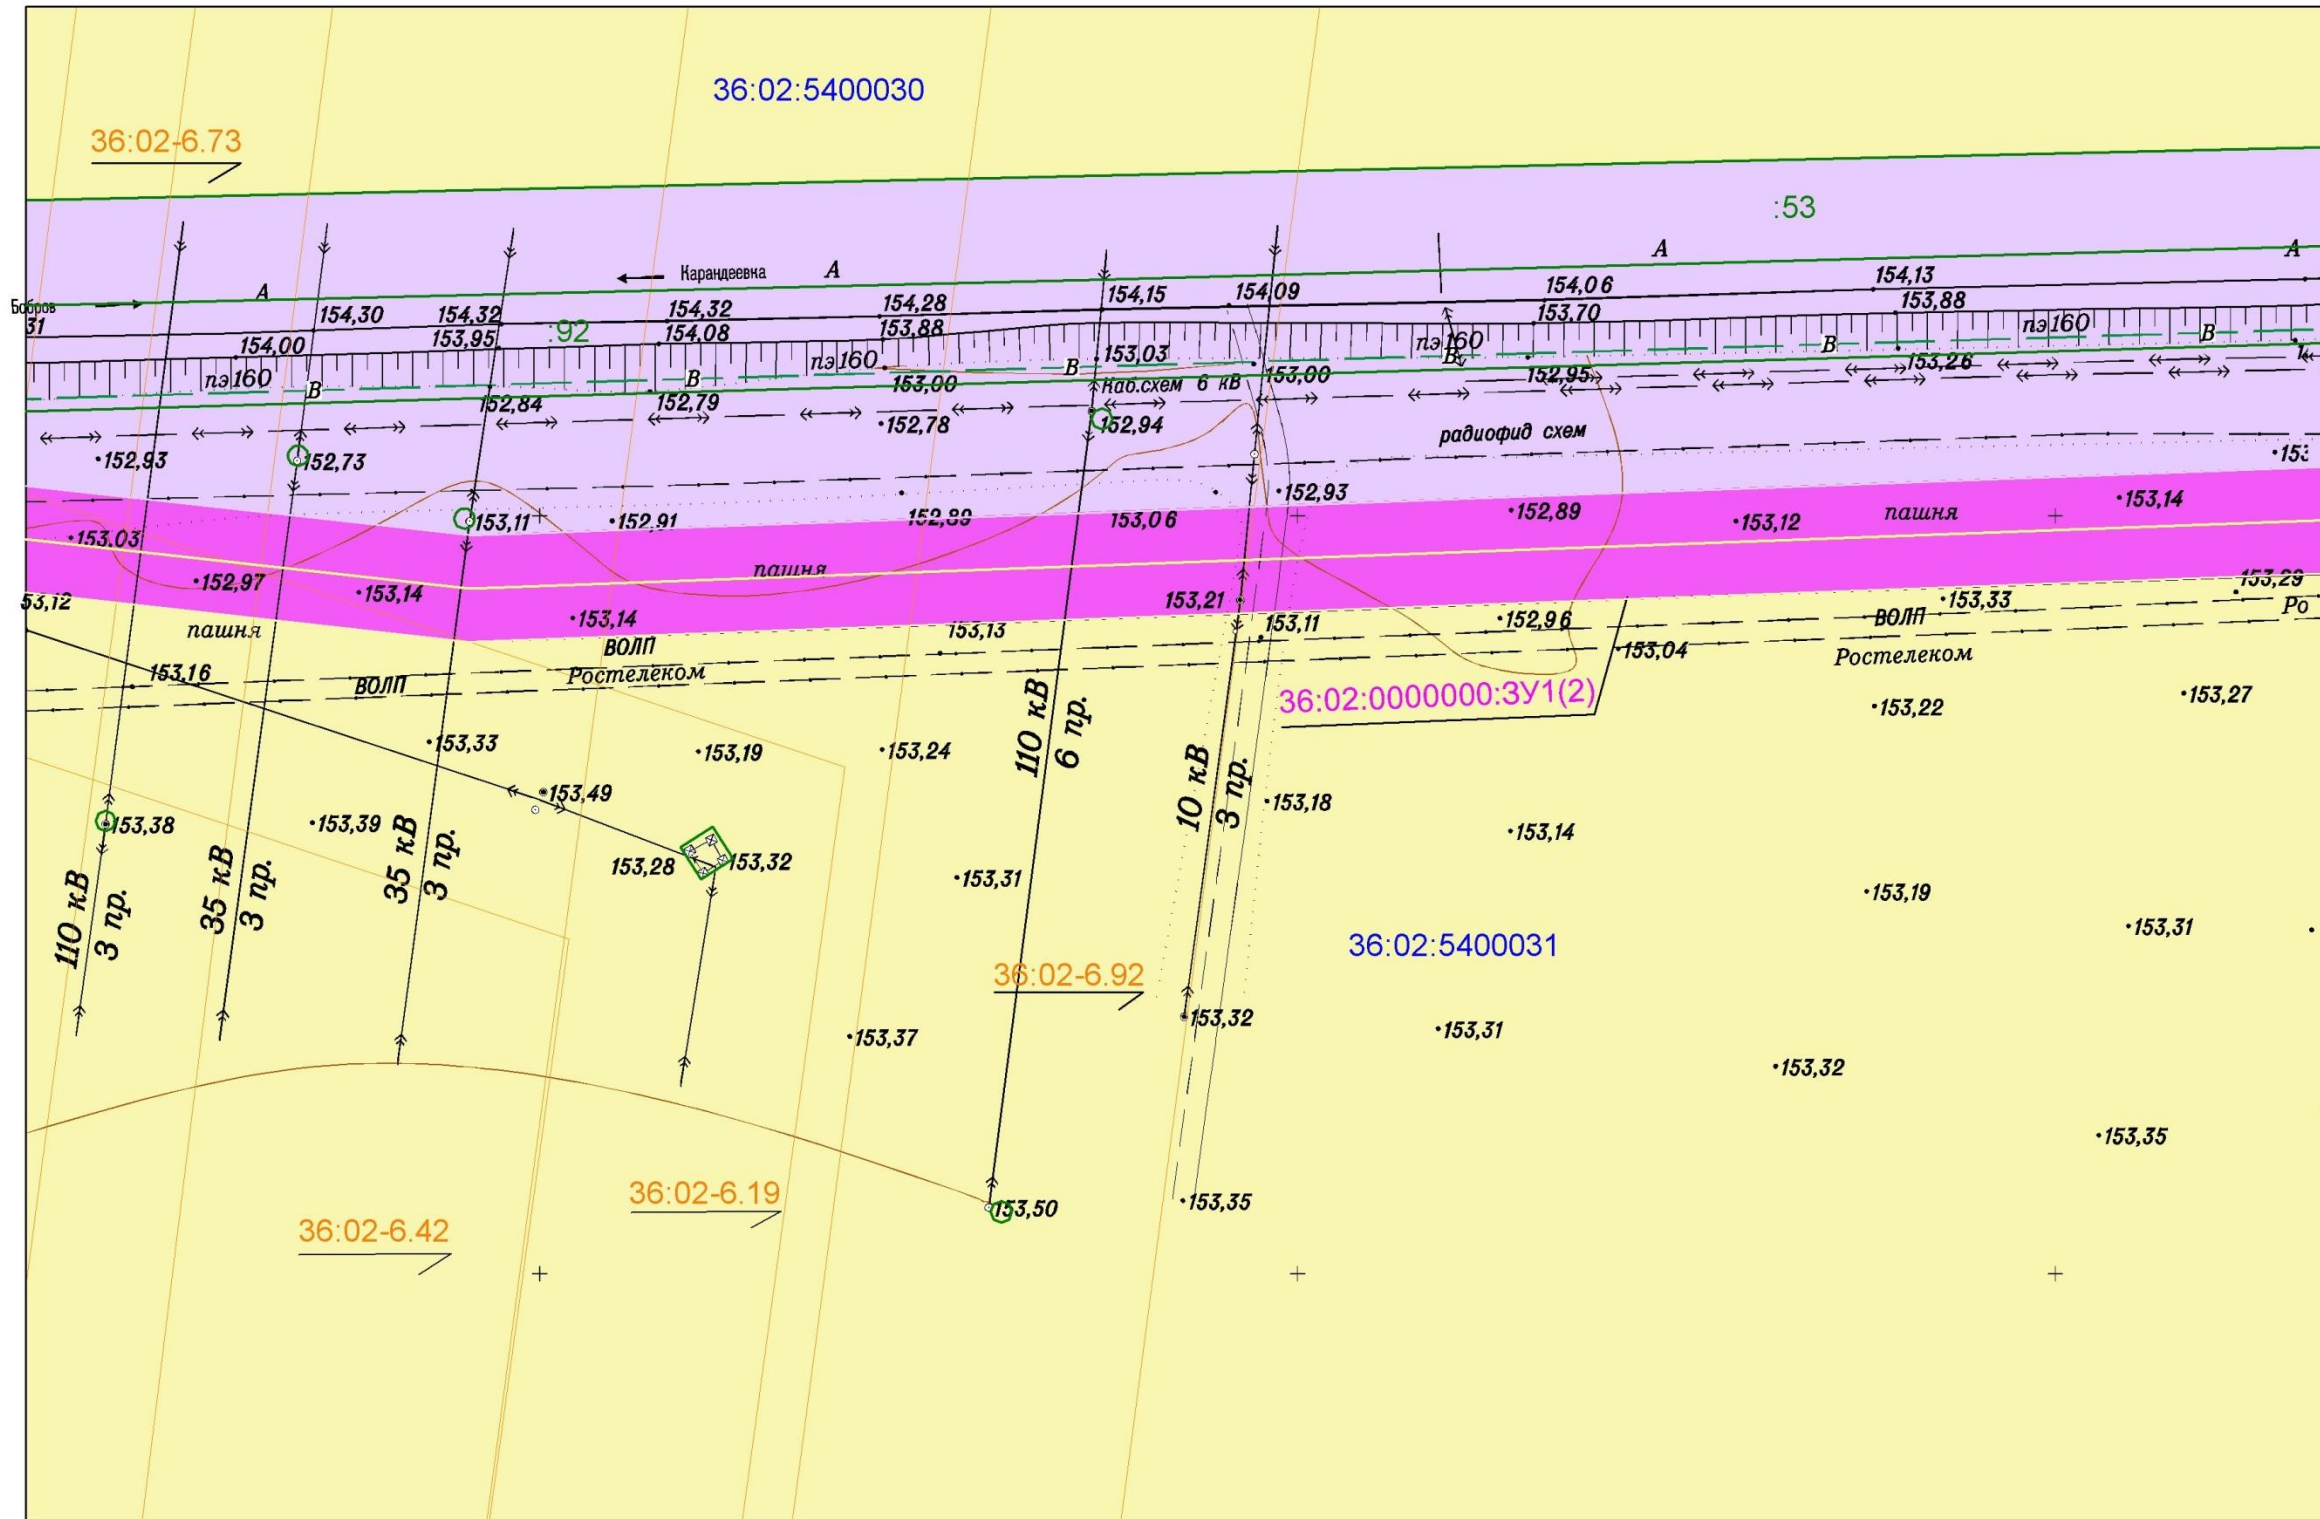 36:02:5400030
36:02-6.73
:53
A
A
Карандеевка
A
A
Бобров
31
154,30
154,32
154,32
154,28
154,15
154,09
154,06
154,13
:92
153,95
154,08
153,88
153,70
153,88
154,00
пэ160
пэ160
153,03
пэ160
пэ160
B
B
B
B
B
B
153,00
Каб.схем 6 кВ
153,00
152,95
153,26
152,84
152,79
152,78
152,94
радиофид схем
152,93
152,73
153,11
152,91
152,89
153,06
152,93
152,89
153,12
пашня
153,14
153,03
152,97
153,14
пашня
153,21
153,29
53,12
153,14
153,13
153,11
152,96
153,33
Ро
пашня
ВОЛП
ВОЛП
153,16
ВОЛП
Ростелеком
153,04
Ростелеком
36:02:0000000:ЗУ1(2)
153,22
153,27
153,33
153,19
153,24
110 кВ
6 пр.
153,49
153,18
10 кВ
3 пр.
153,38
153,39
153,14
153,28
153,32
153,31
153,19
110 кВ
3 пр.
35 кВ
3 пр.
35 кВ
3 пр.
153,31
36:02:5400031
36:02-6.92
153,32
153,31
153,37
153,32
153,35
36:02-6.19
153,50
153,35
36:02-6.42